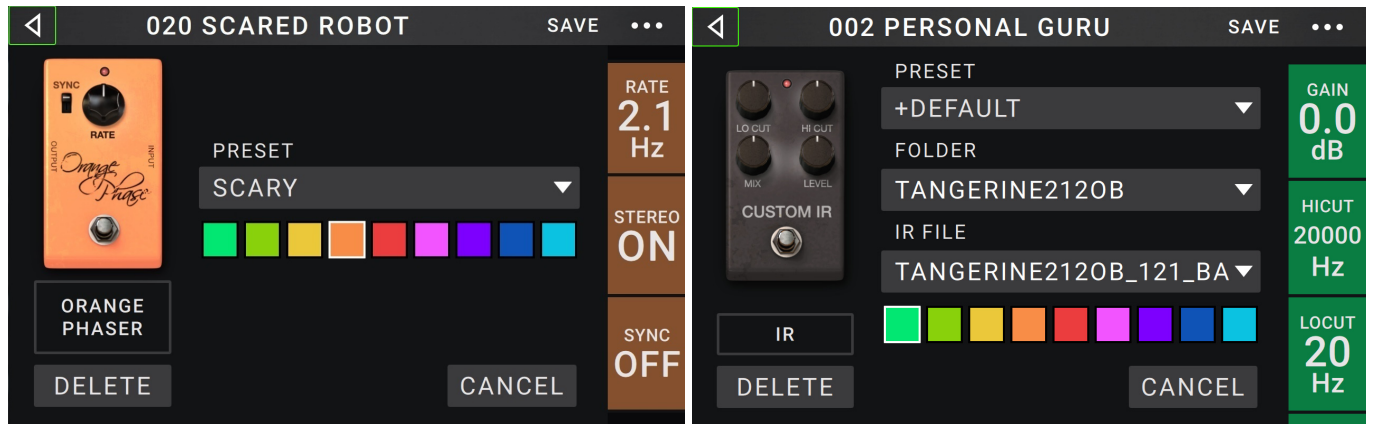 020 SCARED ROBOT
SAVE
SYNC
RATE
OUTPUT
INPUT
Orange
Phase
PRESET
SCARY
ORANGE
PHASER
DELETE
CANCEL
RATE
2.1
Hz
STEREO
ON
SYNC
OFF
002 PERSONAL GURU
SAVE
LO CUT
HI CUT
MIX
LEVEL
CUSTOM IR
PRESET
+DEFAULT
FOLDER
TANGERINE212OB
IR FILE
TANGERINE212OB_121_BA
IR
DELETE
CANCEL
GAIN
0.0
dB
HICUT
20000
Hz
LOCUT
20
Hz